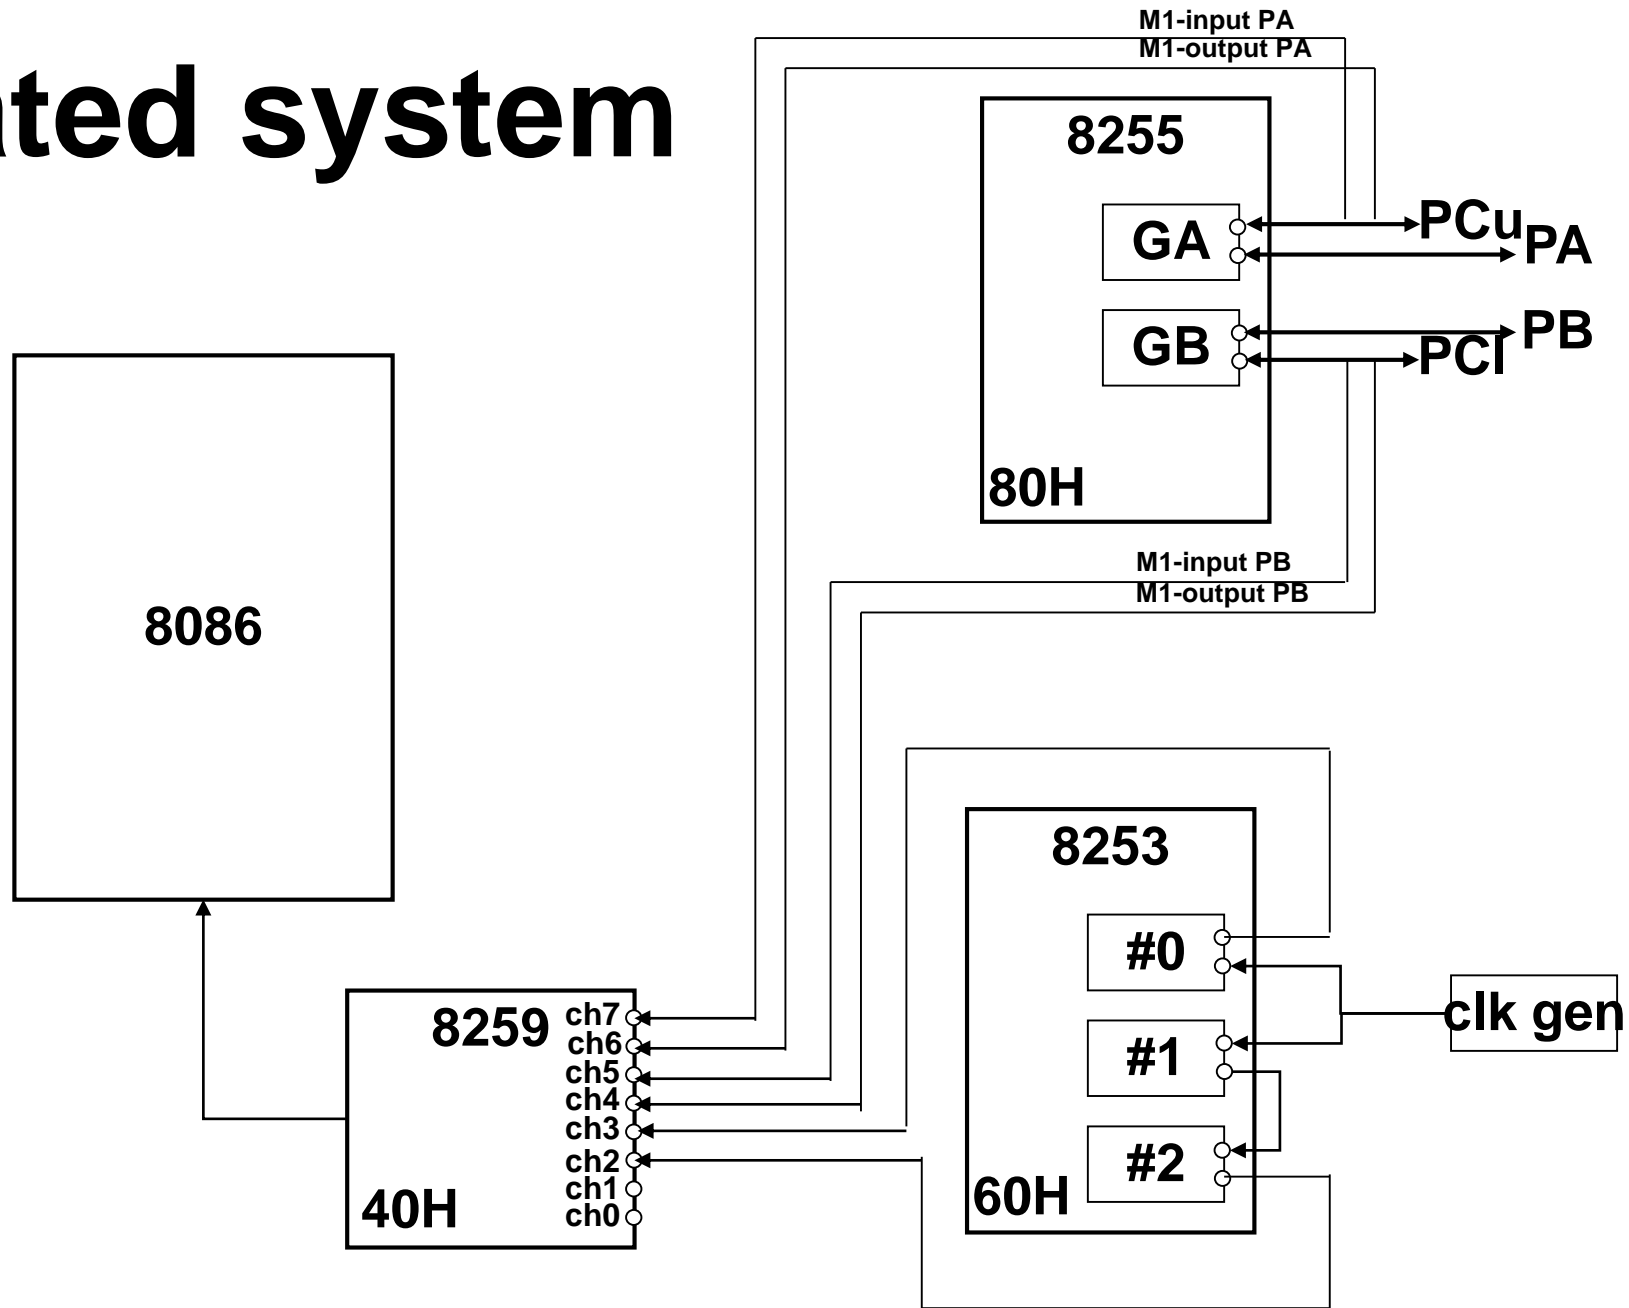 M1-input PA
M1-output PA
ated system
8255
GA
PCu
PA
GB
PB
PCl
80H
M1-input PB
M1-output PB
8086
8253
#0
#1
#2
60H
clk gen
8259
ch7
ch6
ch5
ch4
ch3
ch2
ch1
ch0
40H